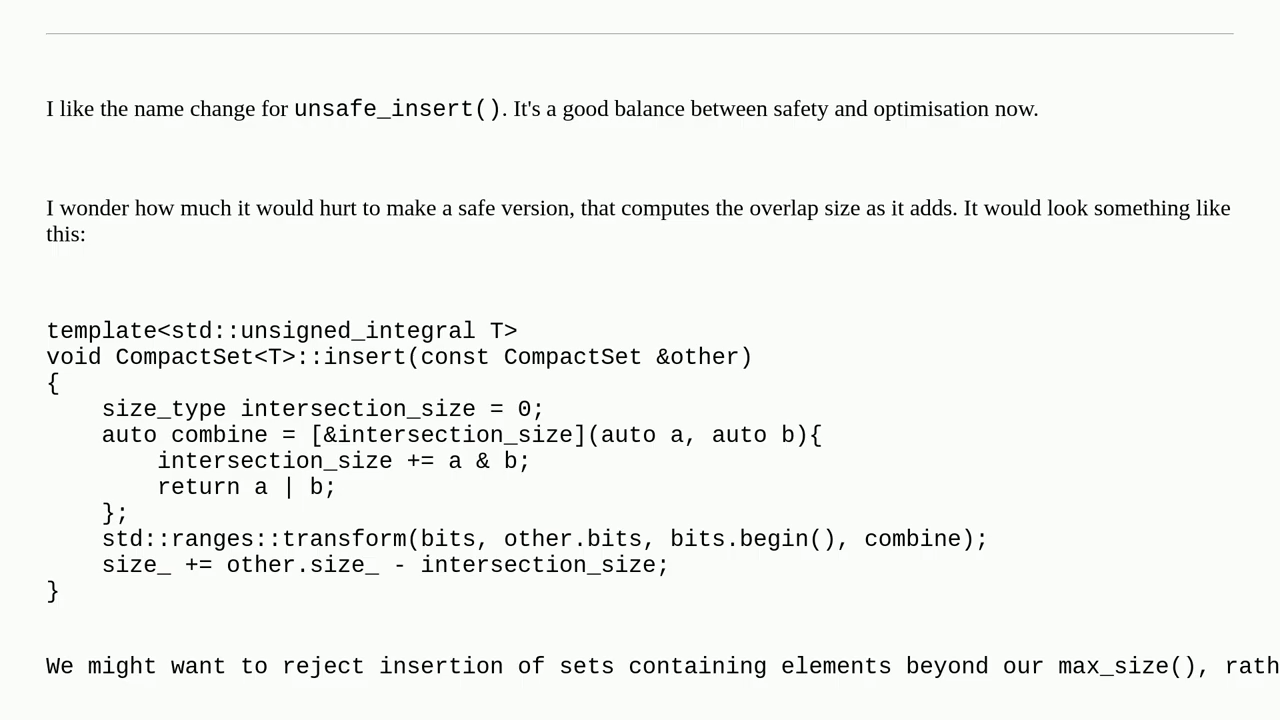 I like the name change for unsafe_insert(). It's a good balance between safety and optimisation now.
I wonder how much it would hurt to make a safe version, that computes the overlap size as it adds. It would look something like
this:
template<std::unsigned_integral T>
void CompactSet<T>::insert(const CompactSet &other)
{
    size_type intersection_size = 0;
    auto combine = [&intersection_size](auto a, auto b){
        intersection_size += a & b;
        return a | b;
    };
    std::ranges::transform(bits, other.bits, bits.begin(), combine);
    size_ += other.size_ - intersection_size;
}
We might want to reject insertion of sets containing elements beyond our max_size(),